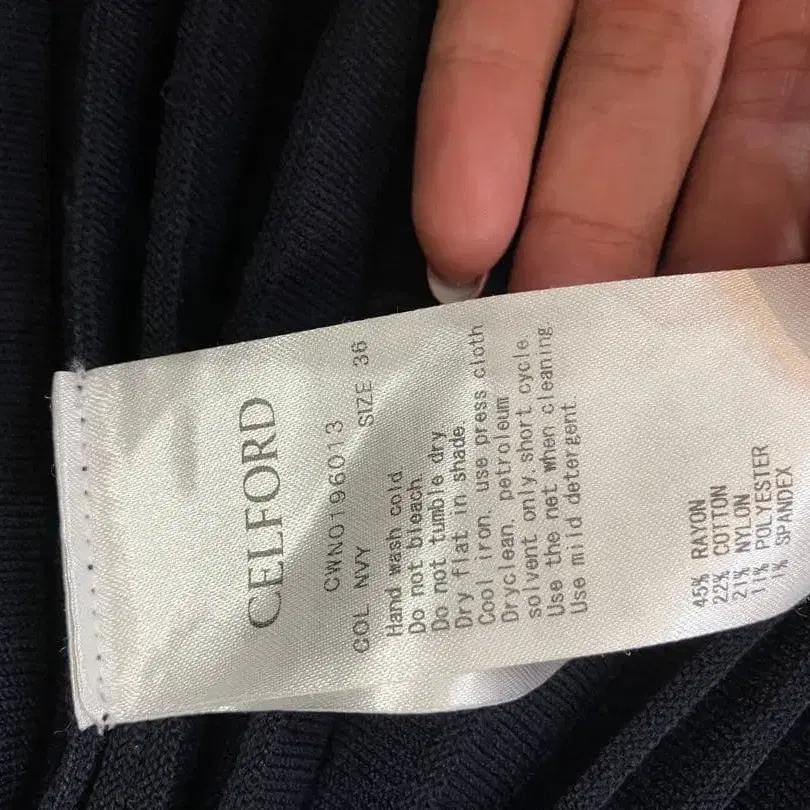 CELFORD
CWNO196013
COL NVY SIZE 36
Hand wash cold
Do not bleach.
Do not tumble dry
Dry flat in shade.
Cool iron, use press cloth
Dryclean, petroleum
solvent only, short cycle
Use the net when cleaning
Use mild detergent.
45% RAYON
22% COTTON
21% NYLON
11% POLYESTER
1% SPANDEX